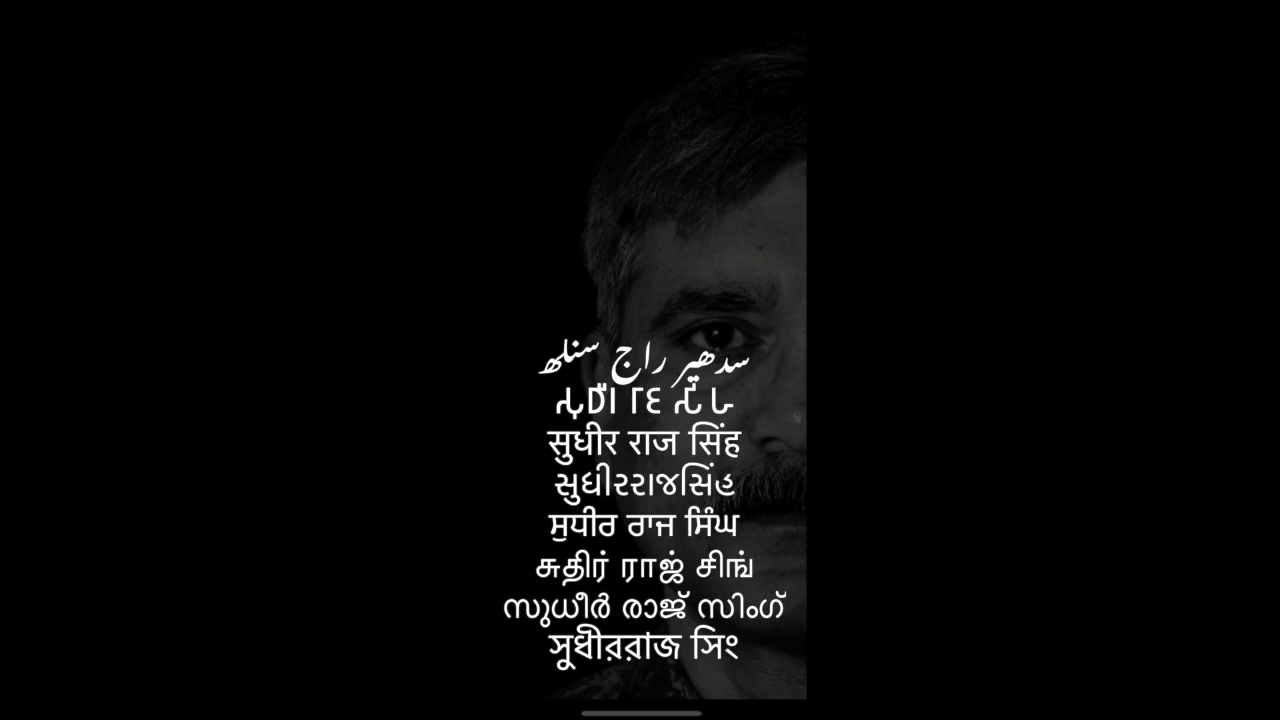 سدھیر راج سنلھ
सुधीर राज सिंह
સુધીરરાજસિંહ
ਸੁਧੀਰ ਰਾਜ ਸਿੰਘ
சுதிர் ராஜ் சிங்
സുധീർ രാജ് സിംഗ്
সুধীররাজ সিং